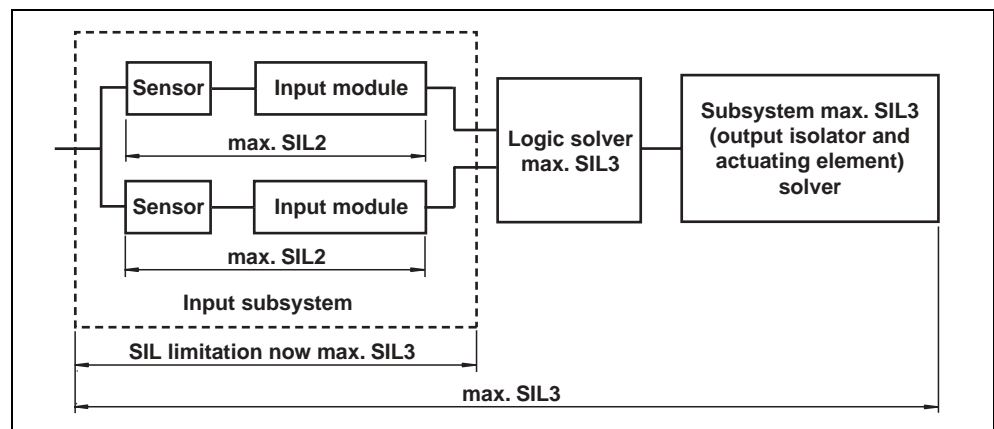 Sensor
Input module
max. SIL2
Sensor
Input module
max. SIL2
Input subsystem
SIL limitation now max. SIL3
Logic solver
max. SIL3
Subsystem max. SIL3
(output isolator and
actuating element)
solver
max. SIL3